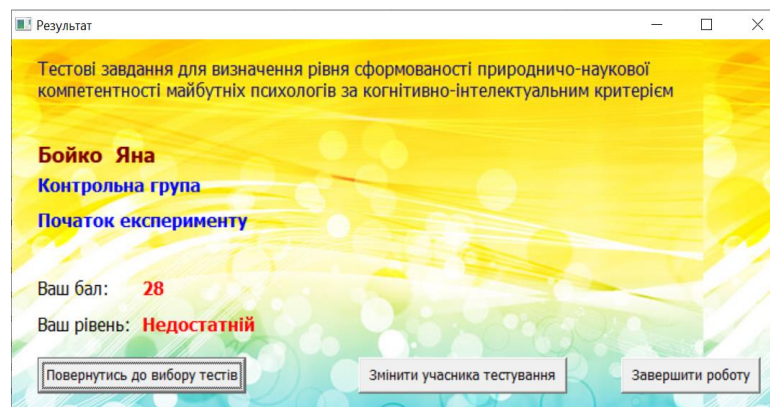 Результат
Тестові завдання для визначення рівня сформованості природничо-наукової
компетентності майбутніх психологів за когнітивно-інтелектуальним критерієм
Бойко Яна
Контрольна група
Початок експерименту
Ваш бал: 28
Ваш рівень: Недостатній
Повернутись до вибору тестів Змінити учасника тестування Завершити роботу